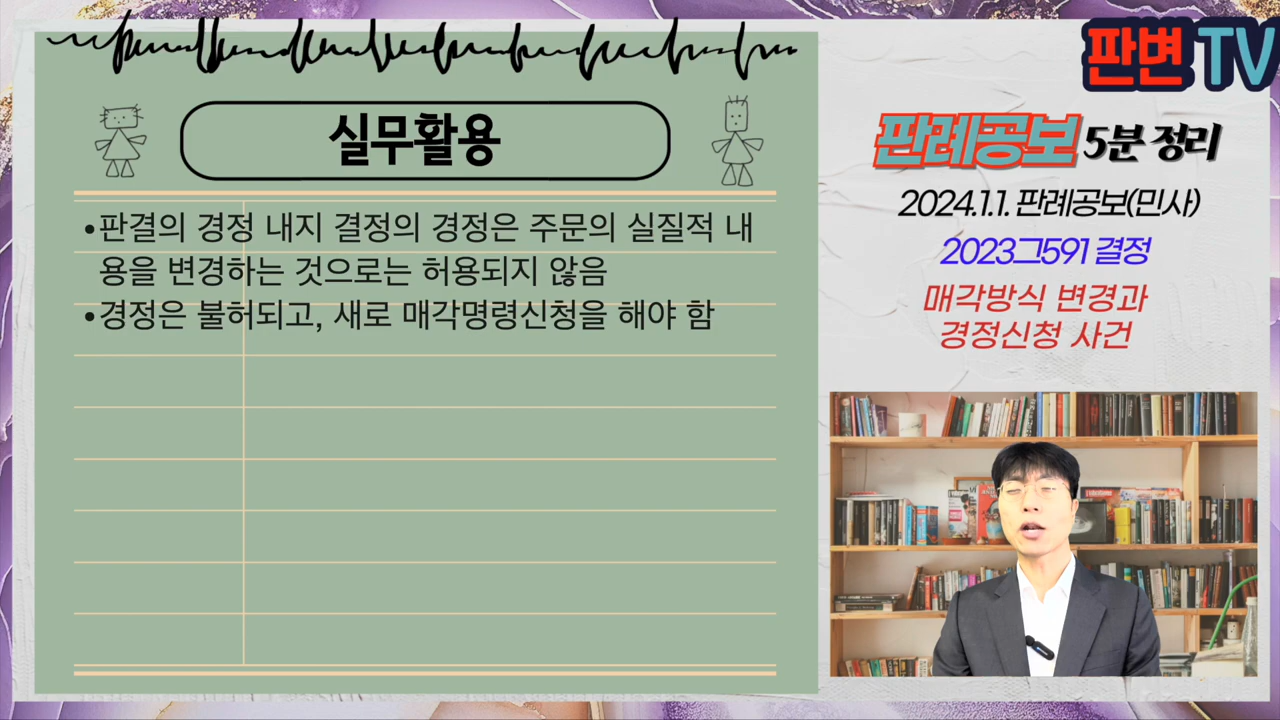 판변 TV
실무활용
•판결의 경정 내지 결정의 경정은 주문의 실질적 내
용을 변경하는 것으로는 허용되지 않음
•경정은 불허되고, 새로 매각명령신청을 해야 함
판례공보 5분 정리
2024.1.1. 판례공보(민사)
2023그591 결정
매각방식 변경과
경정신청 사건